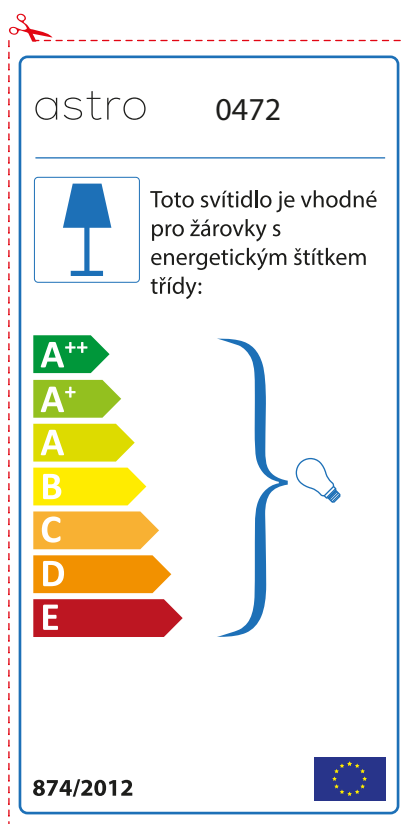 astro 0472
Toto svítidlo je vhodné
pro žárovky s
energetickým štítkem
třídy:
A++
A+
A
B
C
D
E
874/2012